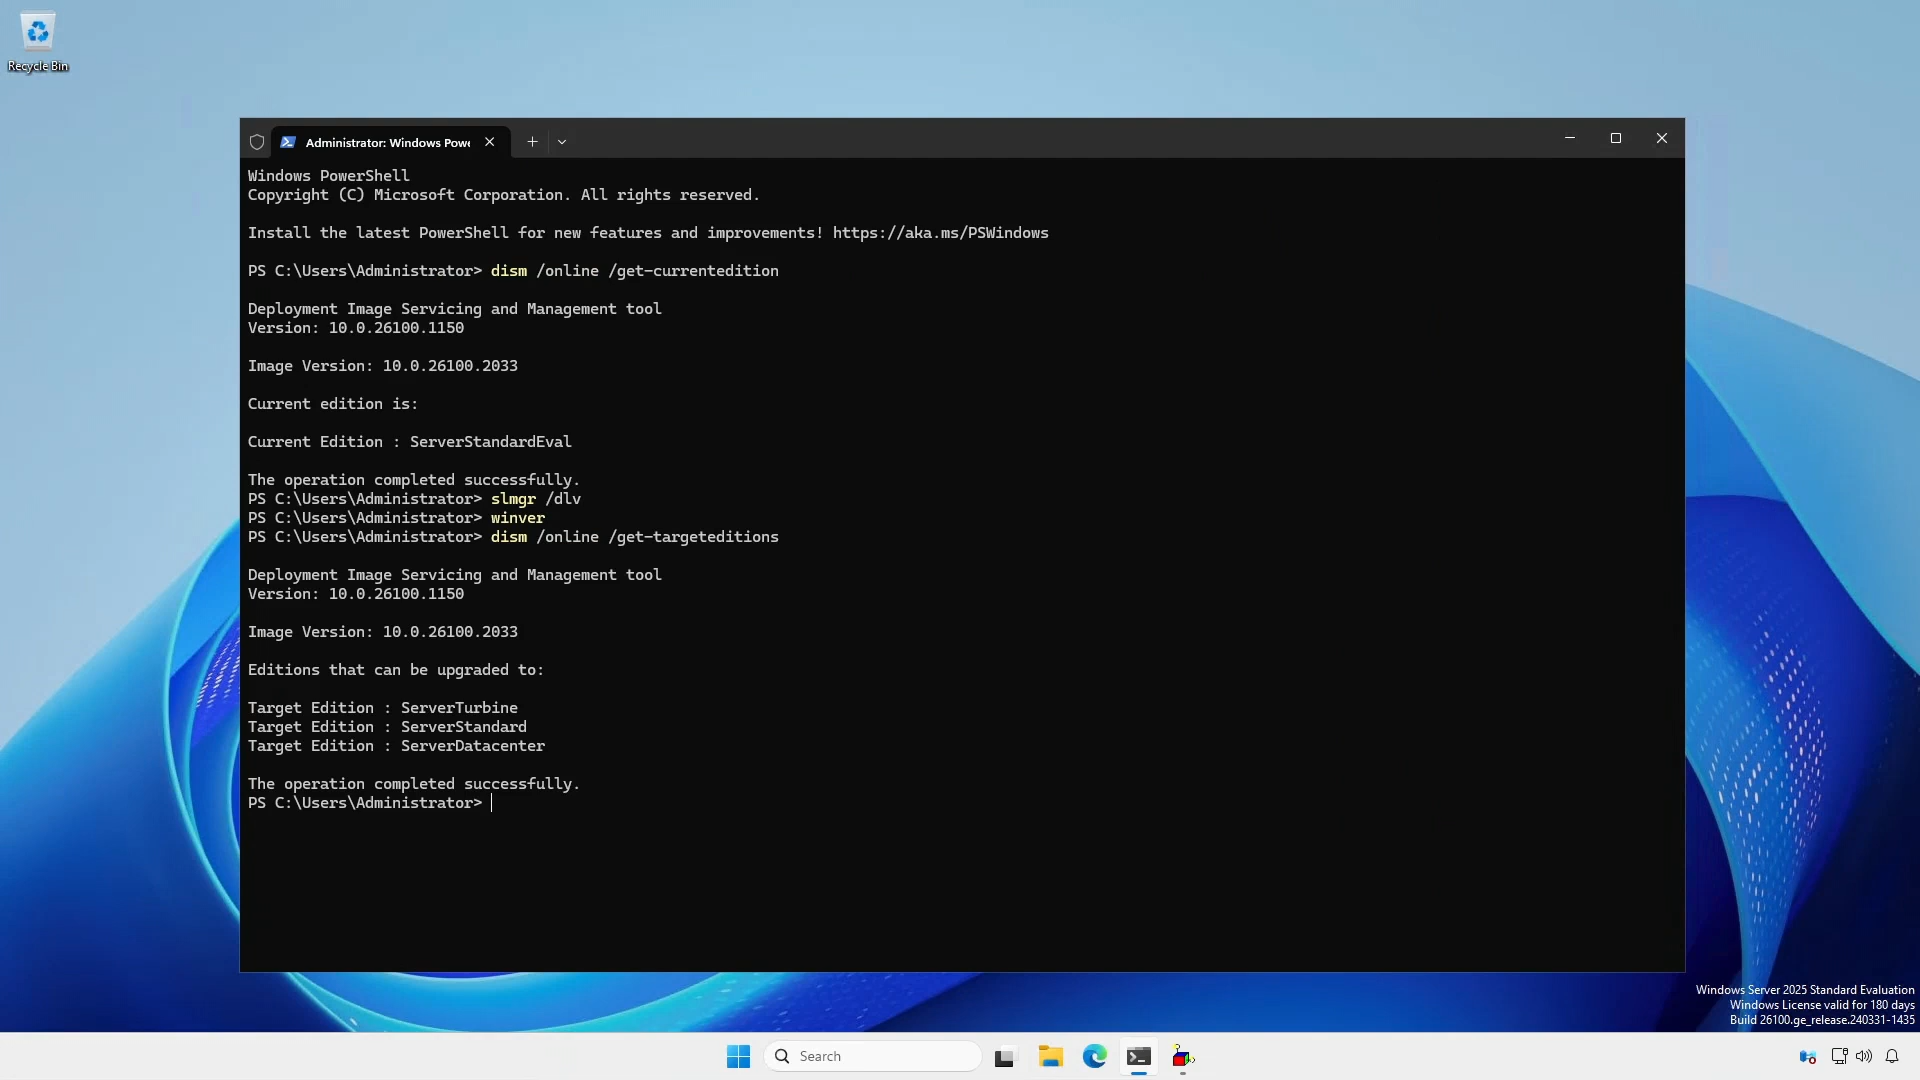 Recycle Bin
Administrator: Windows Powe
Windows PowerShell
Copyright (C) Microsoft Corporation. All rights reserved.
Install the latest PowerShell for new features and improvements! https://aka.ms/PSWindows
PS C:\Users\Administrator> dism /online /get-currentedition
Deployment Image Servicing and Management tool
Version: 10.0.26100.1150
Image Version: 10.0.26100.2033
Current edition is:
Current Edition : ServerStandardEval
The operation completed successfully.
PS C:\Users\Administrator> slmgr /dlv
PS C:\Users\Administrator> winver
PS C:\Users\Administrator> dism /online /get-targeteditions
Deployment Image Servicing and Management tool
Version: 10.0.26100.1150
Image Version: 10.0.26100.2033
Editions that can be upgraded to:
Target Edition : ServerTurbine
Target Edition : ServerStandard
Target Edition : ServerDatacenter
The operation completed successfully.
PS C:\Users\Administrator>
Windows Server 2025 Standard Evaluation
Windows License valid for 180 days
Build 26100.ge_release.240331-1435
Search